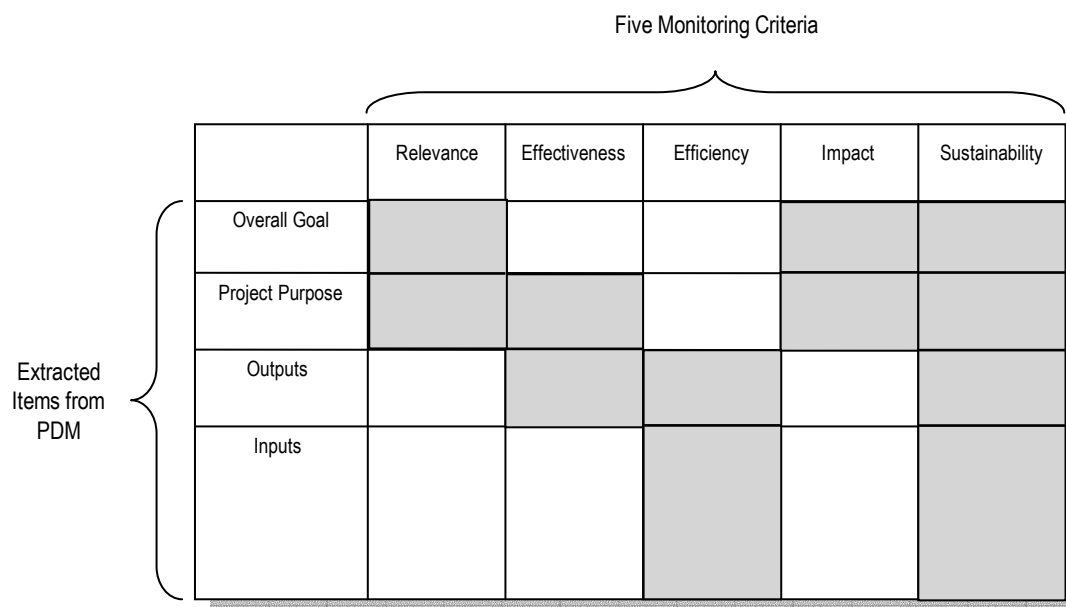 Five Monitoring Criteria
Relevance Effectiveness Efficiency Impact Sustainability
Overall Goal
Project Purpose
Outputs
Extracted
Items from
PDM
Inputs